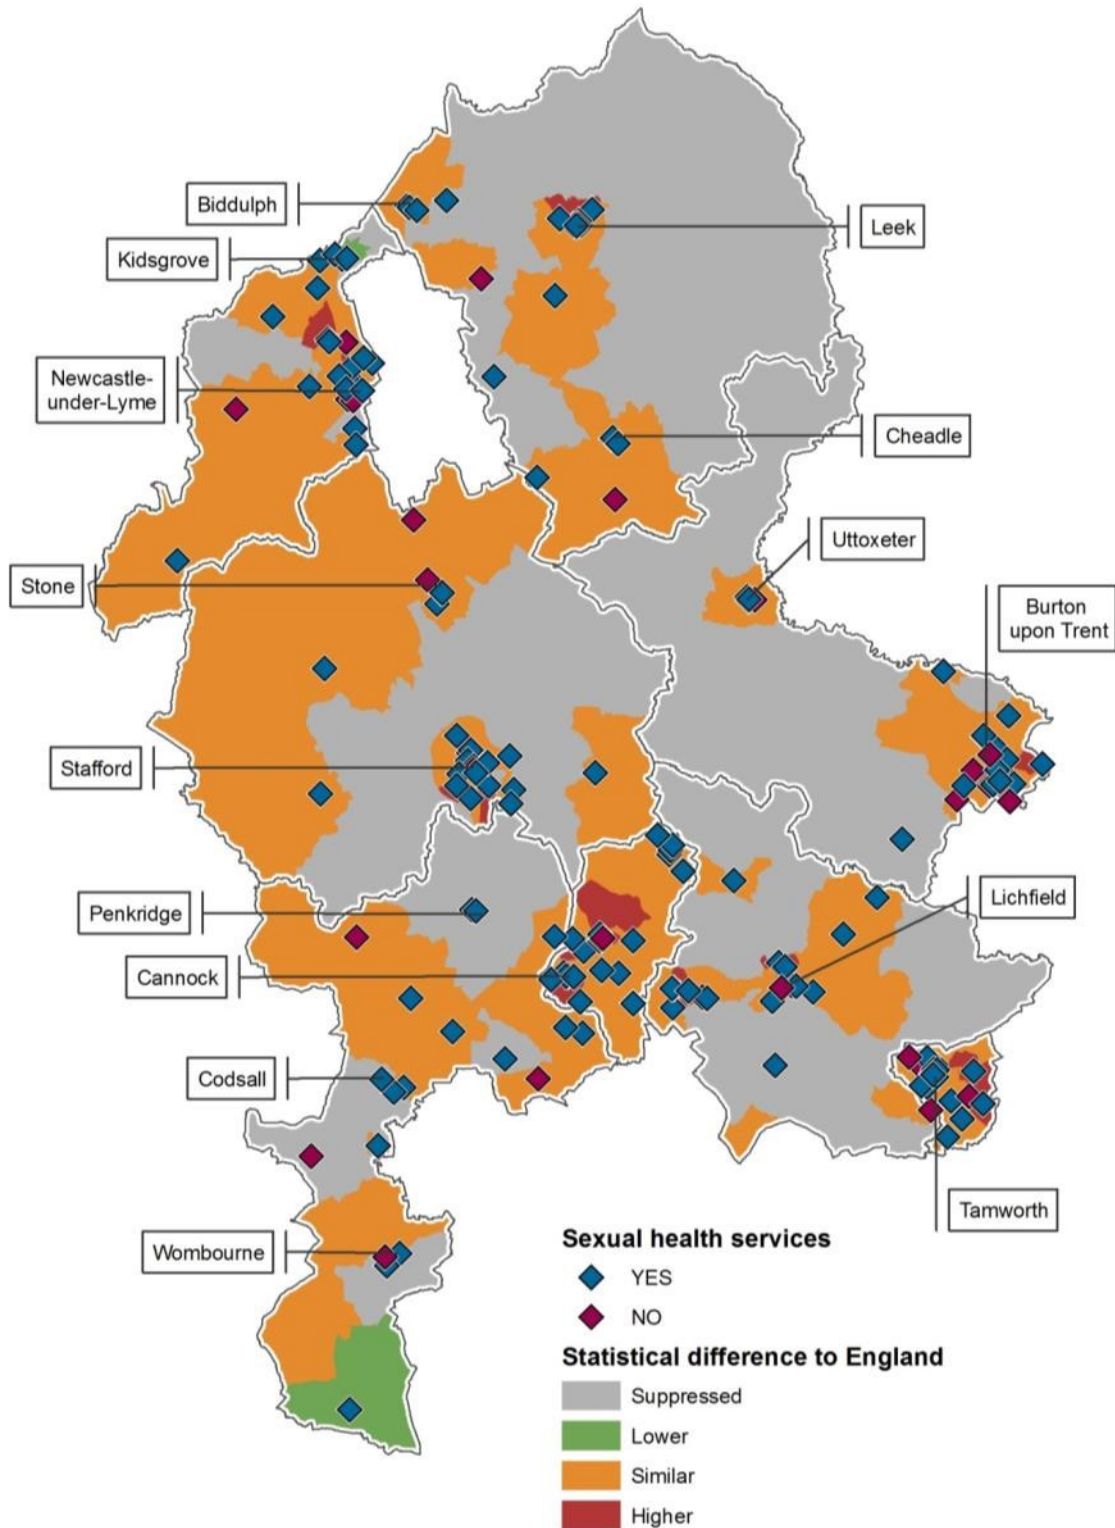 Biddulph
Leek
Kidsgrove
Newcastle-
under-Lyme
Cheadle
Uttoxeter
Stone
Burton
upon Trent
Stafford
Penkridge
Lichfield
Cannock
Codsall
Tamworth
Wombourne
Sexual health services
YES
NO
Statistical difference to England
Suppressed
Lower
Similar
Higher